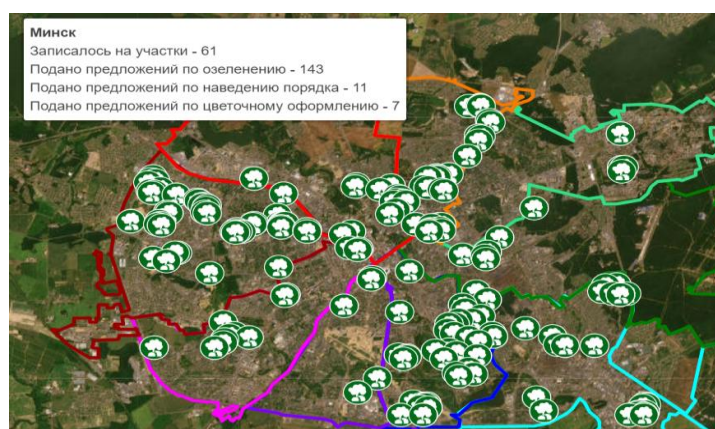 Минск
Записалось на участки - 61
Подано предложений по озеленению - 143
Подано предложений по наведению порядка - 11
Подано предложений по цветочному оформлению - 7